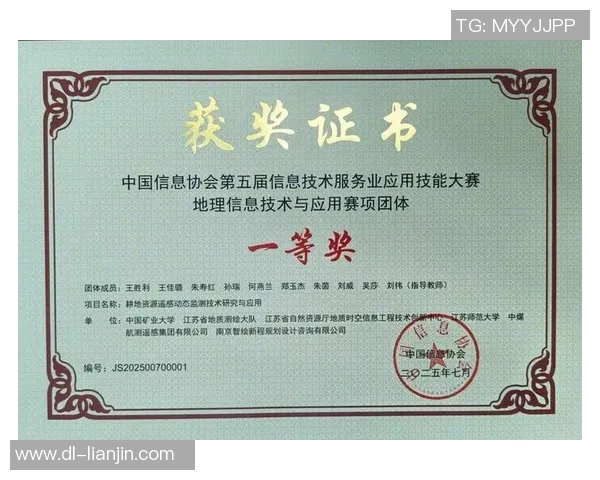 TG: MYYJJPP
获奖证书
中国信息协会第五届信息技术服务业应用技能大赛
地理信息技术与应用赛项团体
一等奖
团体成员：王胜利 王佳璐 朱寿红 孙瑞 何燕兰 郑玉杰 朱茵 刘威 吴莎 刘伟（指导教师）
项目名称：耕地资源遥感动态监测技术研究与应用
单 位：中国矿业大学 江苏省地质测绘大队 江苏省自然资源厅地质时空信息工程技术创新中心 江苏师范大学 中煤
航测遥感集团有限公司 南京智绘新程规划设计咨询有限公司
中国信息协会
中国信息协会
编号：JS202500700001
二〇二五年七月
www.dl-lianjin.com